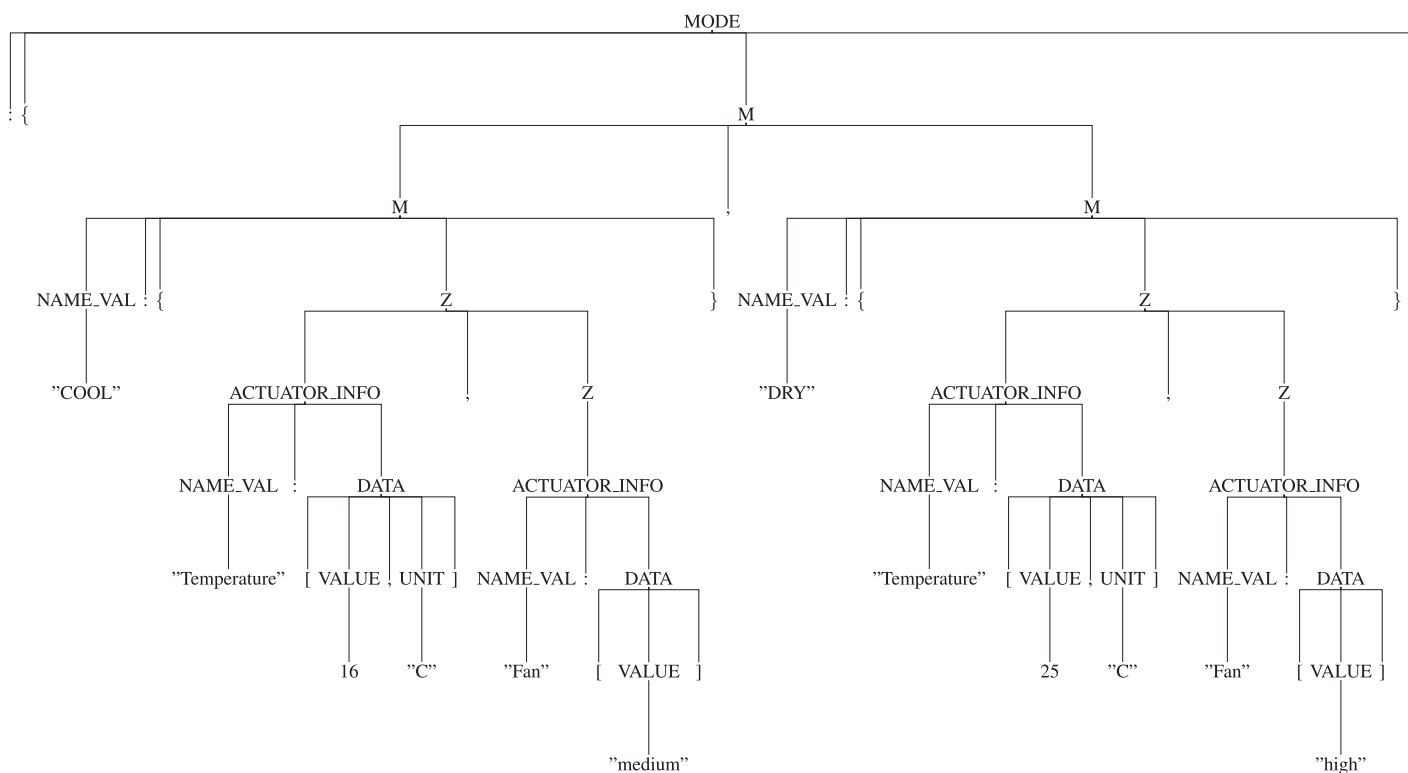 MODE
: { M
M , M
NAME_VAL : { Z } NAME_VAL : { Z }
”COOL” ACTUATOR_INFO , Z ”DRY” ACTUATOR_INFO , Z
NAME_VAL : DATA ACTUATOR_INFO NAME_VAL : DATA ACTUATOR_INFO
”Temperature” [ VALUE , UNIT ] NAME_VAL : DATA ”Temperature” [ VALUE , UNIT ] NAME_VAL : DATA
16 ”C” ”Fan” [ VALUE ] 25 ”C” ”Fan” [ VALUE ]
”medium” ”high”